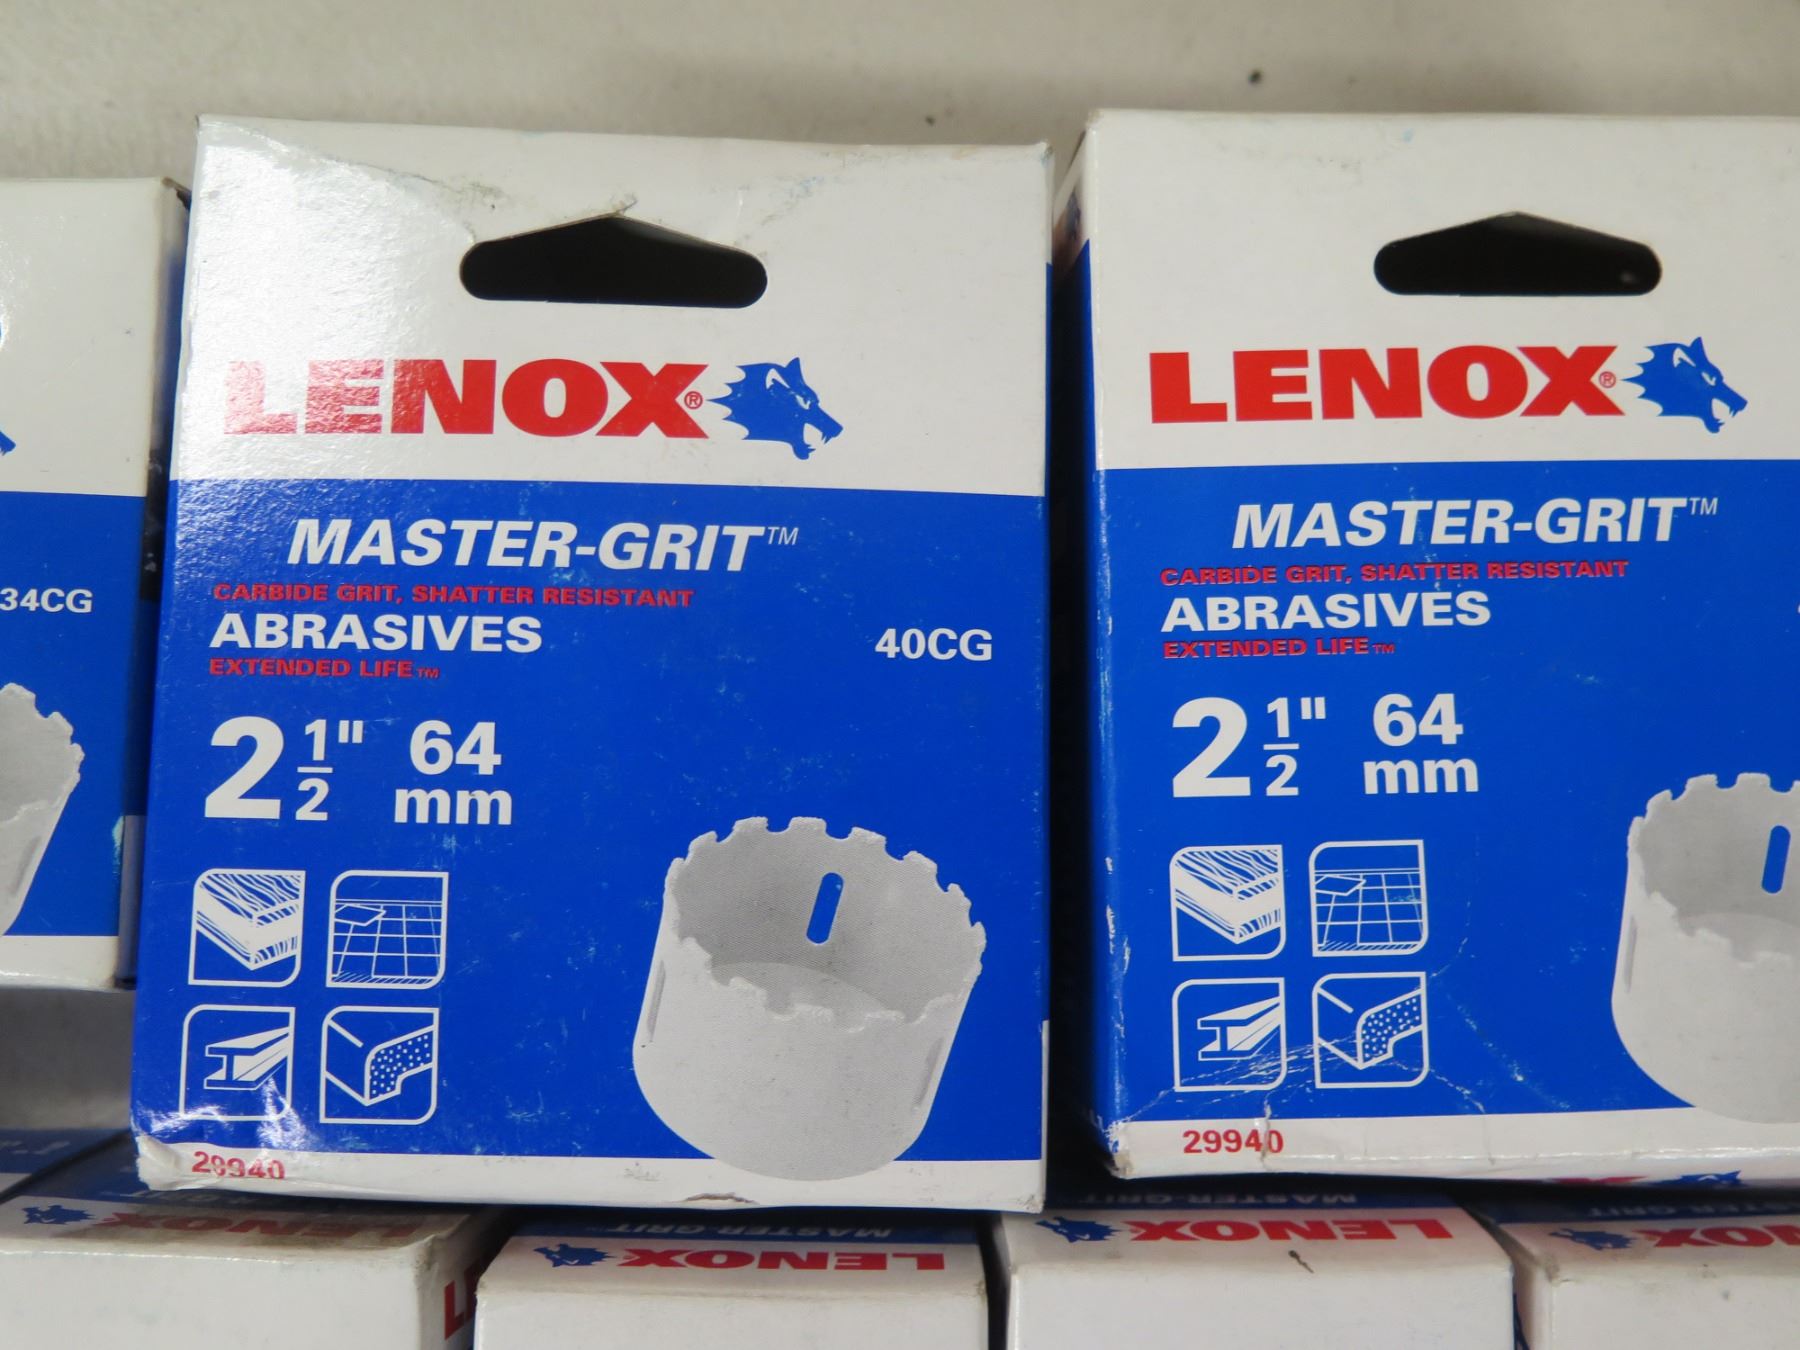 34CG
LENOX®
MASTER-GRIT™
CARBIDE GRIT, SHATTER RESISTANT
ABRASIVES
EXTENDED LIFE™
40CG
2 1/2" 64 mm
29940
LENOX®
MASTER-GRIT™
CARBIDE GRIT, SHATTER RESISTANT
ABRASIVES
EXTENDED LIFE™
2 1/2" 64 mm
29940
LENOX
MASTER-GRIT™
LENOX
MASTER-GRIT
LENOX
LENOX